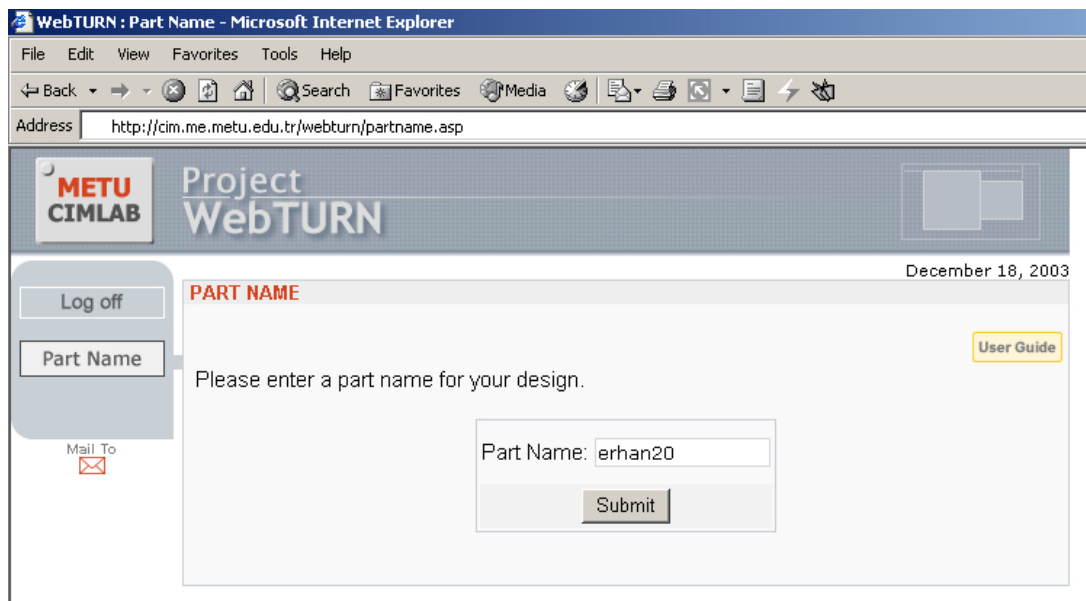 WebTURN : Part Name - Microsoft Internet Explorer
File Edit View Favorites Tools Help
Back Search Favorites Media
Address http://cim.me.metu.edu.tr/webturn/partname.asp
METU
CIMLAB
Project
WebTURN
December 18, 2003
Log off
Part Name
Mail To
PART NAME
User Guide
Please enter a part name for your design.
Part Name: erhan20
Submit